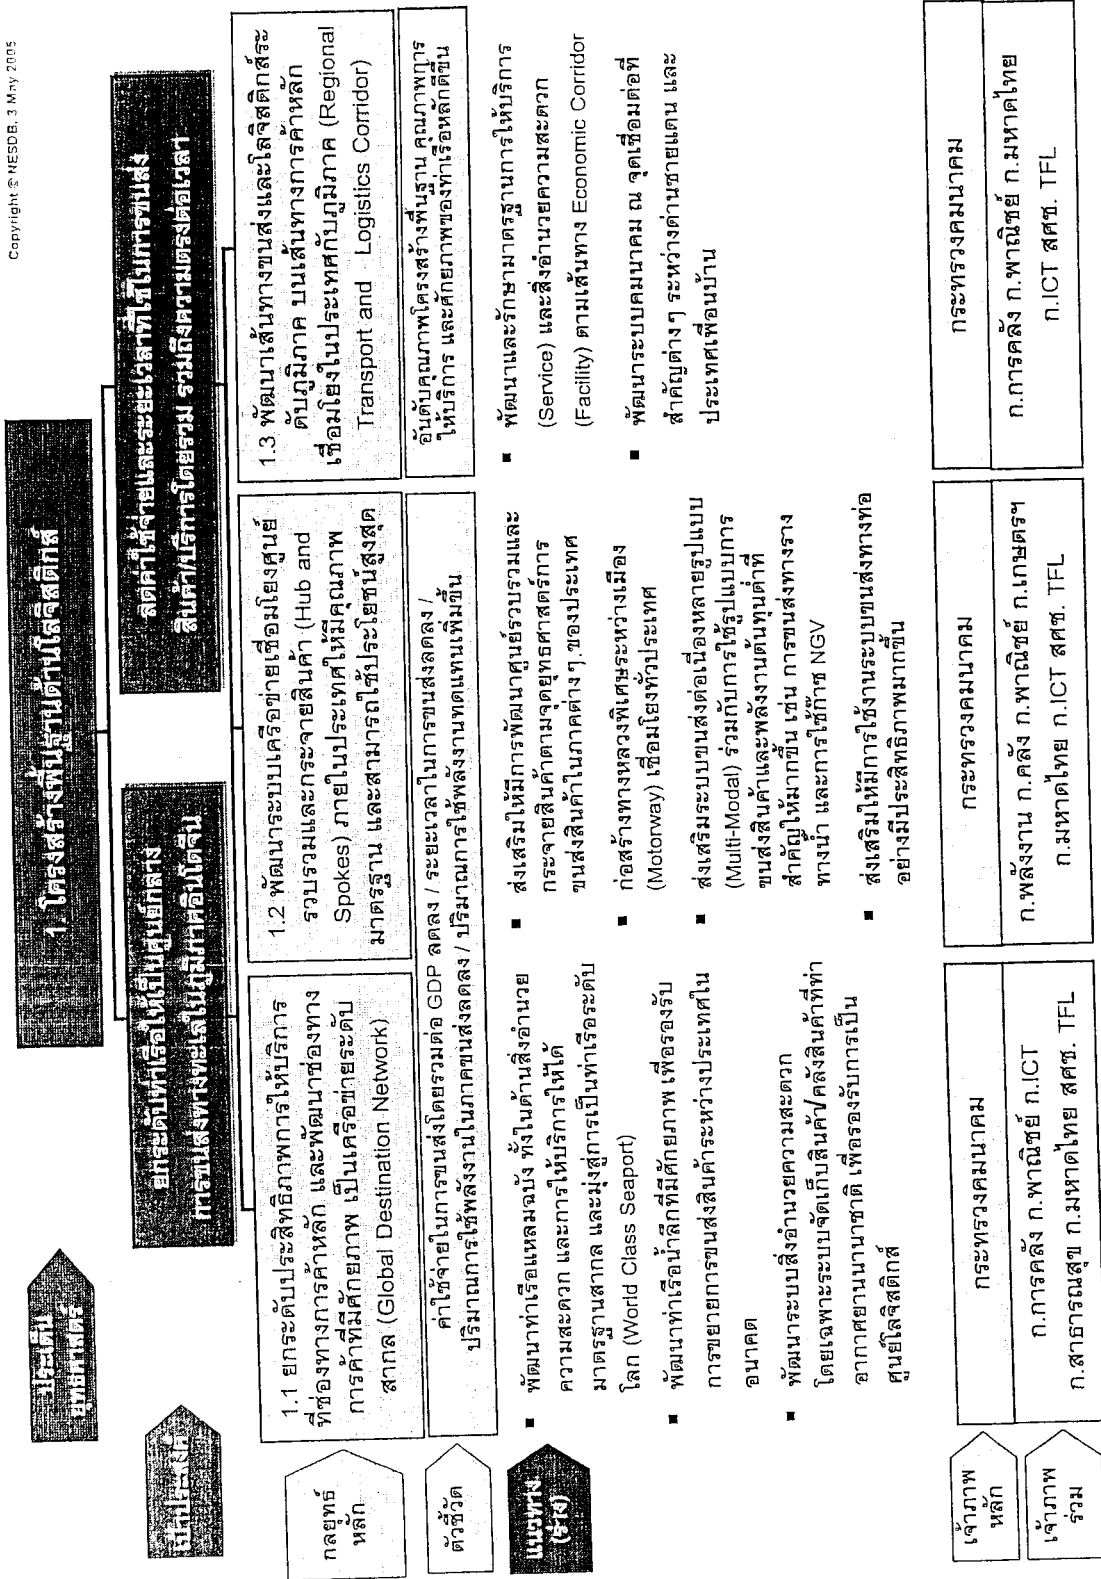 Copyright © NESDB, 3 May 2005
ประเด็น
ยุทธศาสตร์
1. โครงสร้างพื้นฐานด้านโลจิสติกส์
เป้าประสงค์
ยกระดับท่าเรือให้เป็นศูนย์กลาง
การขนส่งทางทะเลในภูมิภาคอินโดจีน
ลดค่าใช้จ่ายและระยะเวลาที่ใช้ในการขนส่ง
สินค้า/บริการโดยรวม รวมถึงความตรงต่อเวลา
กลยุทธ์
หลัก
1.1 ยกระดับประสิทธิภาพการให้บริการ
ที่ช่องทางการค้าหลัก และพัฒนาช่องทาง
การค้าที่มีศักยภาพ เป็นเครือข่ายระดับ
สากล (Global Destination Network)
1.2 พัฒนาระบบเครือข่ายเชื่อมโยงศูนย์
รวบรวมและกระจายสินค้า (Hub and
Spokes) ภายในประเทศให้มีคุณภาพ
มาตรฐาน และสามารถใช้ประโยชน์สูงสุด
1.3 พัฒนาเส้นทางขนส่งและโลจิสติกส์ระ
ดับภูมิภาค บนเส้นทางการค้าหลัก
เชื่อมโยงในประเทศกับภูมิภาค (Regional
Transport and Logistics Corridor)
ตัวชี้วัด
ค่าใช้จ่ายในการขนส่งโดยรวมต่อ GDP ลดลง / ระยะเวลาในการขนส่งลดลง /
ปริมาณการใช้พลังงานในภาคขนส่งลดลง / ปริมาณการใช้พลังงานทดแทนเพิ่มขึ้น
อันดับคุณภาพโครงสร้างพื้นฐาน คุณภาพการ
ให้บริการ และศักยภาพของท่าเรือหลักดีขึ้น
แนวทาง
(ร่าง)
▪ พัฒนาท่าเรือแหลมฉบัง ทั้งในด้านสิ่งอำนวย
ความสะดวก และการให้บริการให้ได้
มาตรฐานสากล และมุ่งสู่การเป็นท่าเรือระดับ
โลก (World Class Seaport)
▪ พัฒนาท่าเรือน้ำลึกที่มีศักยภาพ เพื่อรองรับ
การขยายการขนส่งสินค้าระหว่างประเทศใน
อนาคต
▪ พัฒนาระบบสิ่งอำนวยความสะดวก
โดยเฉพาะระบบจัดเก็บสินค้า/คลังสินค้าที่ท่า
อากาศยานนานาชาติ เพื่อรองรับการเป็น
ศูนย์โลจิสติกส์
▪ ส่งเสริมให้มีการพัฒนาศูนย์รวบรวมและ
กระจายสินค้าตามจุดยุทธศาสตร์การ
ขนส่งสินค้าในภาคต่าง ๆ ของประเทศ
▪ ก่อสร้างทางหลวงพิเศษระหว่างเมือง
(Motorway) เชื่อมโยงทั่วประเทศ
▪ ส่งเสริมระบบขนส่งต่อเนื่องหลายรูปแบบ
(Multi-Modal) ร่วมกับการใช้รูปแบบการ
ขนส่งสินค้าและพลังงานต้นทุนต่ำที่
สำคัญให้มากขึ้น เช่น การขนส่งทางราง
ทางน้ำ และการใช้ก๊าซ NGV
▪ ส่งเสริมให้มีการใช้งานระบบขนส่งทางท่อ
อย่างมีประสิทธิภาพมากขึ้น
▪ พัฒนาและรักษามาตรฐานการให้บริการ
(Service) และสิ่งอำนวยความสะดวก
(Facility) ตามเส้นทาง Economic Corridor
▪ พัฒนาระบบคมนาคม ณ จุดเชื่อมต่อที่
สำคัญต่างๆ ระหว่างด่านชายแดน และ
ประเทศเพื่อนบ้าน
เจ้าภาพ
หลัก
กระทรวงคมนาคม
กระทรวงคมนาคม
กระทรวงคมนาคม
เจ้าภาพ
ร่วม
ก.การคลัง ก.พาณิชย์ ก.ICT
ก.สาธารณสุข ก.มหาดไทย สศช. TFL
ก.พลังงาน ก.คลัง ก.พาณิชย์ ก.เกษตรฯ
ก.มหาดไทย ก.ICT สศช. TFL
ก.การคลัง ก.พาณิชย์ ก.มหาดไทย
ก.ICT สศช. TFL